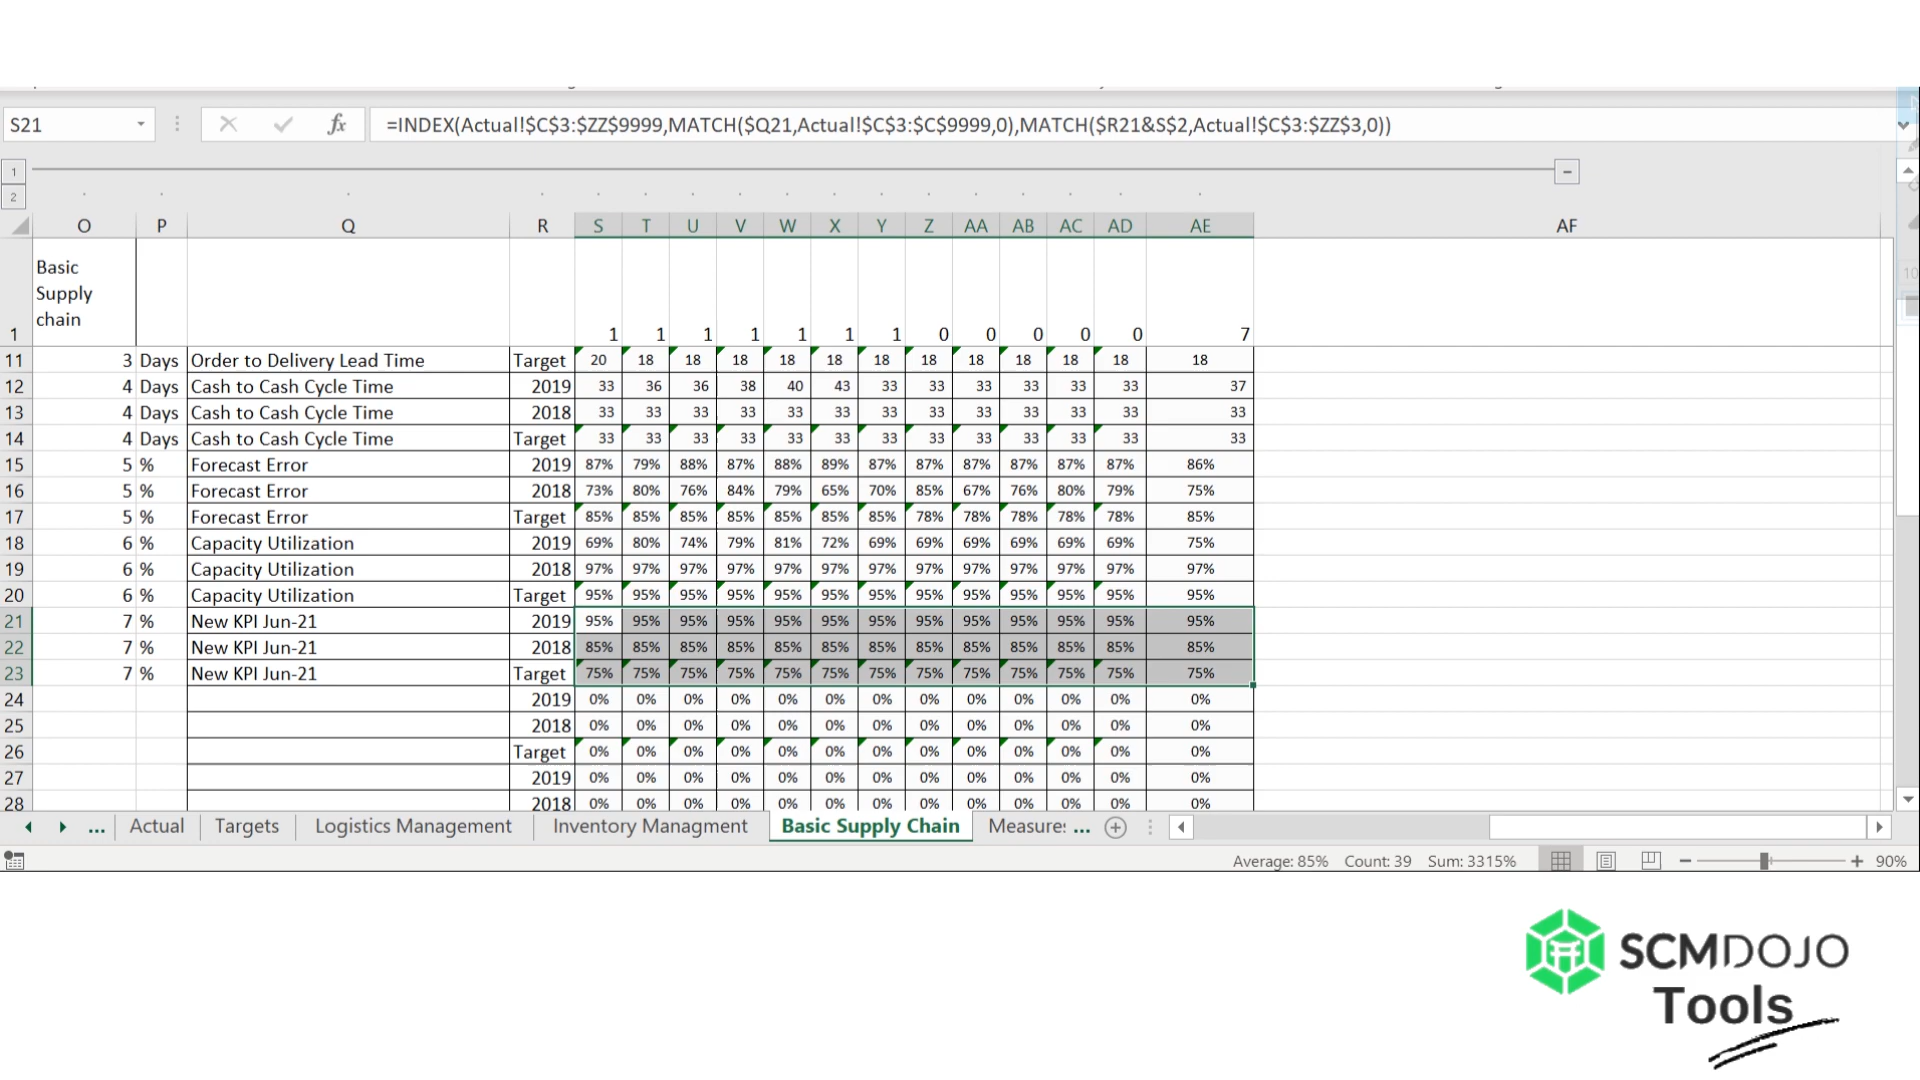 S21 fx =INDEX(Actual!$C$3:$ZZ$9999,MATCH($Q21,Actual!$C$3:$C$9999,0),MATCH($R21&S$2,Actual!$C$3:$ZZ$3,0))
1
2
O P Q R S T U V W X Y Z AA AB AC AD AE AF
Basic
Supply
chain
1 1 1 1 1 1 1 1 0 0 0 0 0 7
11 3 Days Order to Delivery Lead Time Target 20 18 18 18 18 18 18 18 18 18 18 18 18
12 4 Days Cash to Cash Cycle Time 2019 33 36 36 38 40 43 33 33 33 33 33 33 37
13 4 Days Cash to Cash Cycle Time 2018 33 33 33 33 33 33 33 33 33 33 33 33 33
14 4 Days Cash to Cash Cycle Time Target 33 33 33 33 33 33 33 33 33 33 33 33 33
15 5 % Forecast Error 2019 87% 79% 88% 87% 88% 89% 87% 87% 87% 87% 87% 87% 86%
16 5 % Forecast Error 2018 73% 80% 76% 84% 79% 65% 70% 85% 67% 76% 80% 79% 75%
17 5 % Forecast Error Target 85% 85% 85% 85% 85% 85% 85% 78% 78% 78% 78% 78% 85%
18 6 % Capacity Utilization 2019 69% 80% 74% 79% 81% 72% 69% 69% 69% 69% 69% 69% 75%
19 6 % Capacity Utilization 2018 97% 97% 97% 97% 97% 97% 97% 97% 97% 97% 97% 97% 97%
20 6 % Capacity Utilization Target 95% 95% 95% 95% 95% 95% 95% 95% 95% 95% 95% 95% 95%
21 7 % New KPI Jun-21 2019 95% 95% 95% 95% 95% 95% 95% 95% 95% 95% 95% 95% 95%
22 7 % New KPI Jun-21 2018 85% 85% 85% 85% 85% 85% 85% 85% 85% 85% 85% 85% 85%
23 7 % New KPI Jun-21 Target 75% 75% 75% 75% 75% 75% 75% 75% 75% 75% 75% 75% 75%
24 2019 0% 0% 0% 0% 0% 0% 0% 0% 0% 0% 0% 0% 0%
25 2018 0% 0% 0% 0% 0% 0% 0% 0% 0% 0% 0% 0% 0%
26 Target 0% 0% 0% 0% 0% 0% 0% 0% 0% 0% 0% 0% 0%
27 2019 0% 0% 0% 0% 0% 0% 0% 0% 0% 0% 0% 0% 0%
28 2018 0% 0% 0% 0% 0% 0% 0% 0% 0% 0% 0% 0% 0%
... Actual Targets Logistics Management Inventory Managment Basic Supply Chain Measure ...
Average: 85% Count: 39 Sum: 3315% 90%
SCMDOJO
Tools